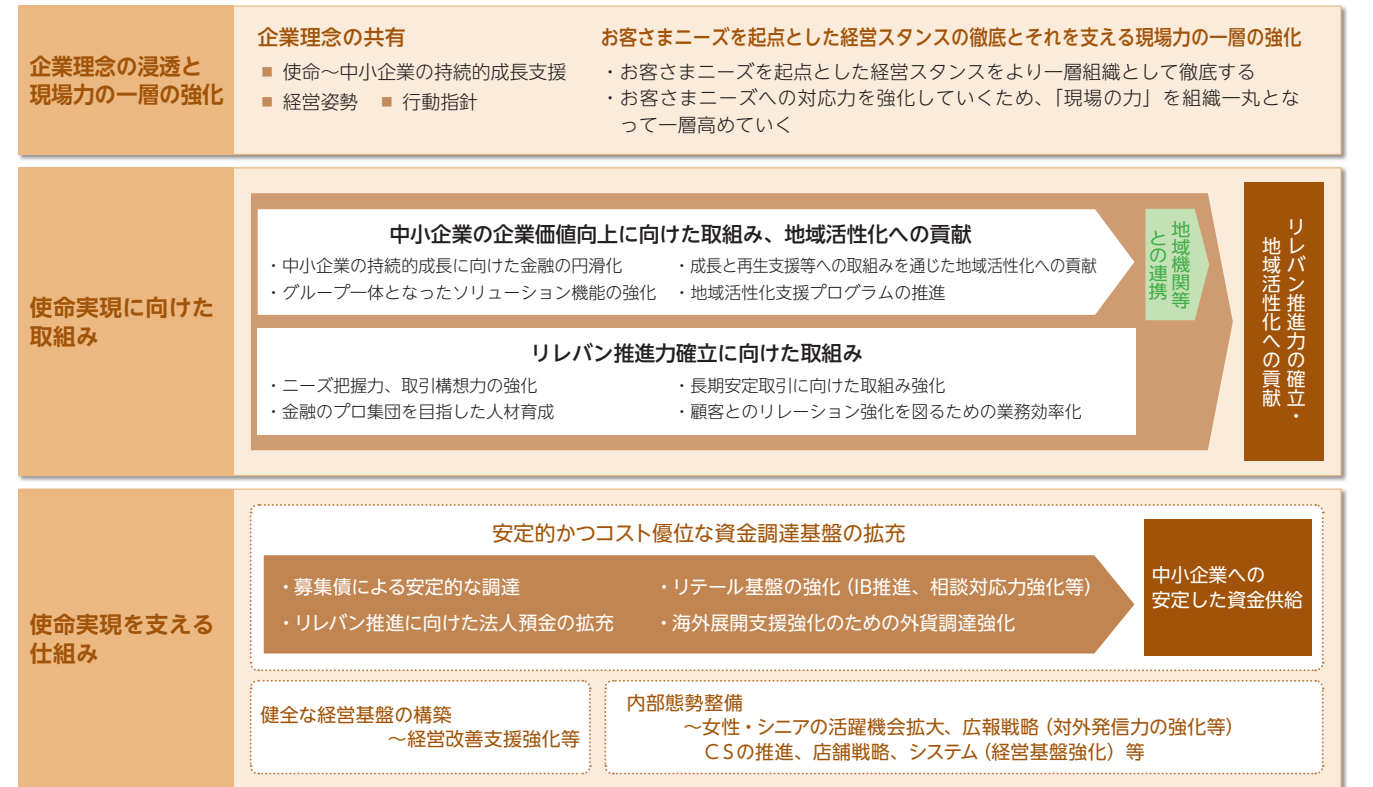 企業理念の浸透と
現場力の一層の強化
企業理念の共有
■ 使命～中小企業の持続的成長支援
■ 経営姿勢 ■ 行動指針
お客さまニーズを起点とした経営スタンスの徹底とそれを支える現場力の一層の強化
・お客さまニーズを起点とした経営スタンスをより一層組織として徹底する
・お客さまニーズへの対応力を強化していくため、「現場の力」を組織一丸とな
って一層高めていく
使命実現に向けた
取組み
中小企業の企業価値向上に向けた取組み、地域活性化への貢献
・中小企業の持続的成長に向けた金融の円滑化
・グループ一体となったソリューション機能の強化
・成長と再生支援等への取組みを通じた地域活性化への貢献
・地域活性化支援プログラムの推進
リレバン推進力確立に向けた取組み
・ニーズ把握力、取引構想力の強化
・金融のプロ集団を目指した人材育成
・長期安定取引に向けた取組み強化
・顧客とのリレーション強化を図るための業務効率化
地域機関等
との連携
リレバン推進力の確立・
地域活性化への貢献
使命実現を支える
仕組み
安定的かつコスト優位な資金調達基盤の拡充
・募集債による安定的な調達
・リレバン推進に向けた法人預金の拡充
・リテール基盤の強化（IB推進、相談対応力強化等）
・海外展開支援強化のための外貨調達強化
中小企業への
安定した資金供給
健全な経営基盤の構築
～経営改善支援強化等
内部態勢整備
～女性・シニアの活躍機会拡大、広報戦略（対外発信力の強化等）
ＣＳの推進、店舗戦略、システム（経営基盤強化）等